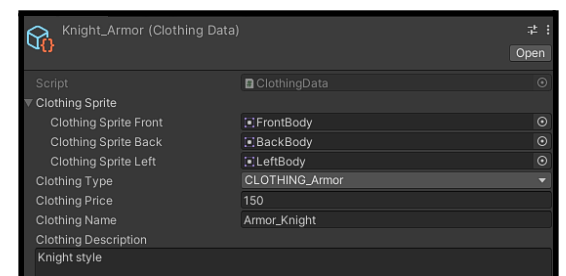 Knight_Armor (Clothing Data)
Open
Script ClothingData
Clothing Sprite
Clothing Sprite Front FrontBody
Clothing Sprite Back BackBody
Clothing Sprite Left LeftBody
Clothing Type CLOTHING_Armor
Clothing Price 150
Clothing Name Armor_Knight
Clothing Description
Knight style